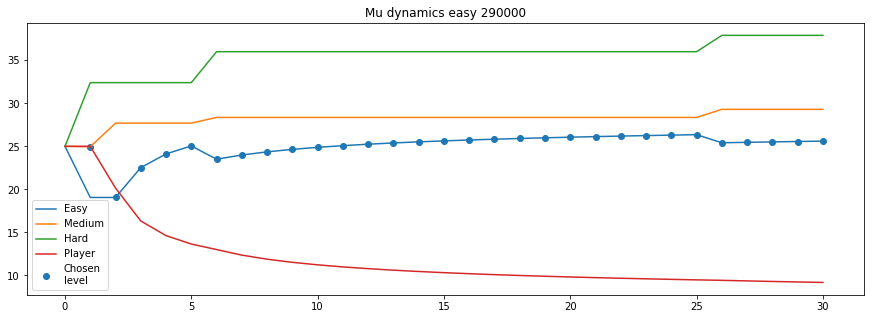 Mu dynamics easy 290000
35
30
25
20
15
10
Easy
Medium
Hard
Player
Chosen
level
0 5 10 15 20 25 30